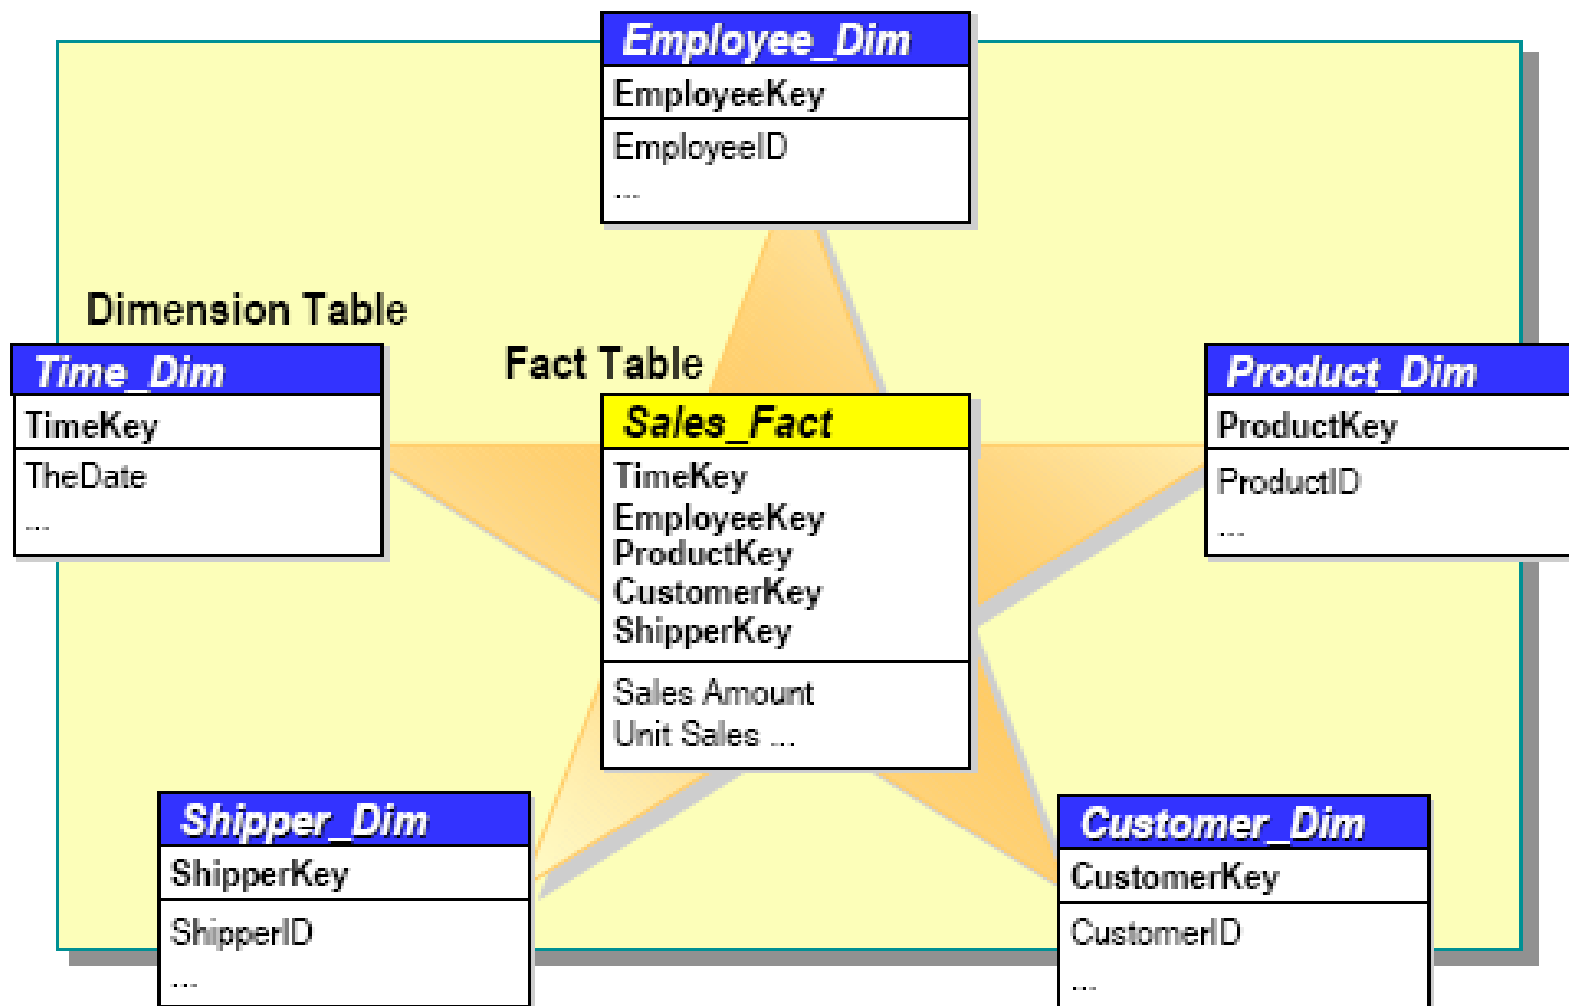 Employee_Dim
EmployeeKey
EmployeeID
...
Dimension Table
Time_Dim
TimeKey
TheDate
...
Fact Table
Sales_Fact
TimeKey
EmployeeKey
ProductKey
CustomerKey
ShipperKey
Sales Amount
Unit Sales ...
Product_Dim
ProductKey
ProductID
...
Shipper_Dim
ShipperKey
ShipperID
...
Customer_Dim
CustomerKey
CustomerID
...